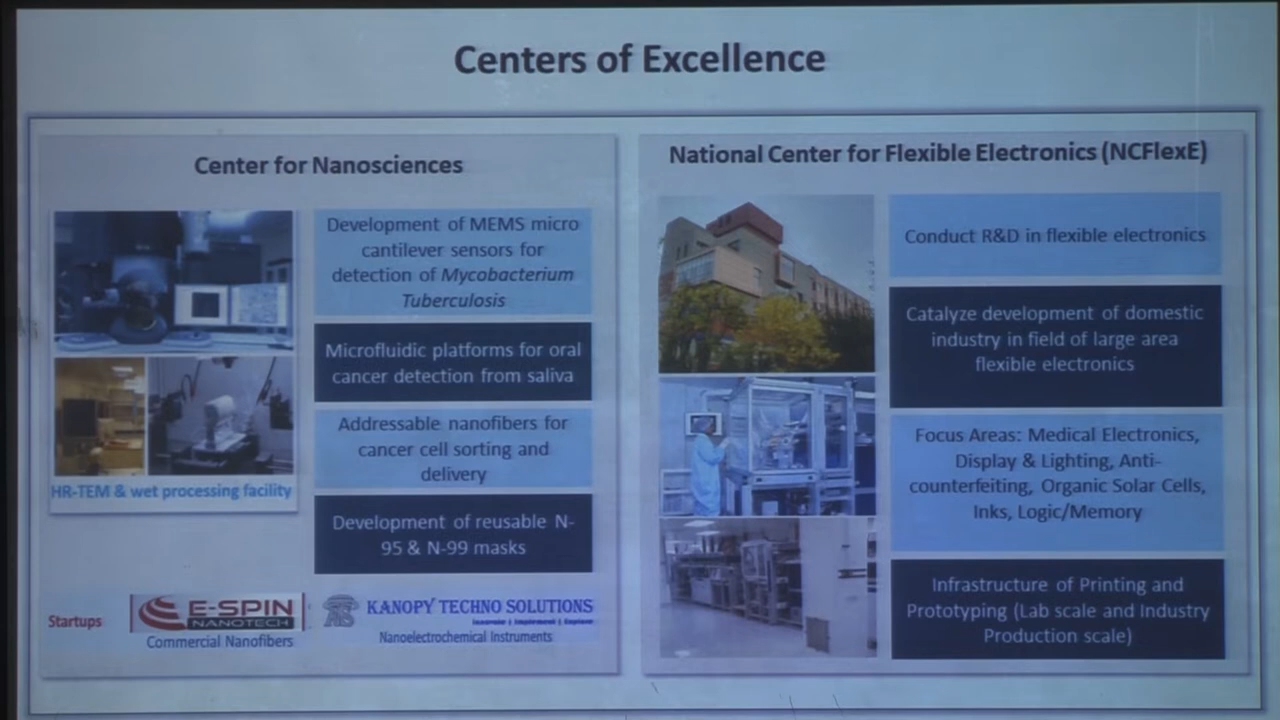 Centers of Excellence
Center for Nanosciences
Development of MEMS micro
cantilever sensors for
detection of Mycobacterium
Tuberculosis
Microfluidic platforms for oral
cancer detection from saliva
Addressable nanofibers for
cancer cell sorting and
delivery
Development of reusable N-
95 & N-99 masks
HR-TEM & wet processing facility
Startups
E-SPIN
NANOTECH
Commercial Nanofibers
KANOPY TECHNO SOLUTIONS
Nanoelectrochemical Instruments
National Center for Flexible Electronics (NCFlexE)
Conduct R&D in flexible electronics
Catalyze development of domestic
industry in field of large area
flexible electronics
Focus Areas: Medical Electronics,
Display & Lighting, Anti-
counterfeiting, Organic Solar Cells,
Inks, Logic/Memory
Infrastructure of Printing and
Prototyping (Lab scale and Industry
Production scale)